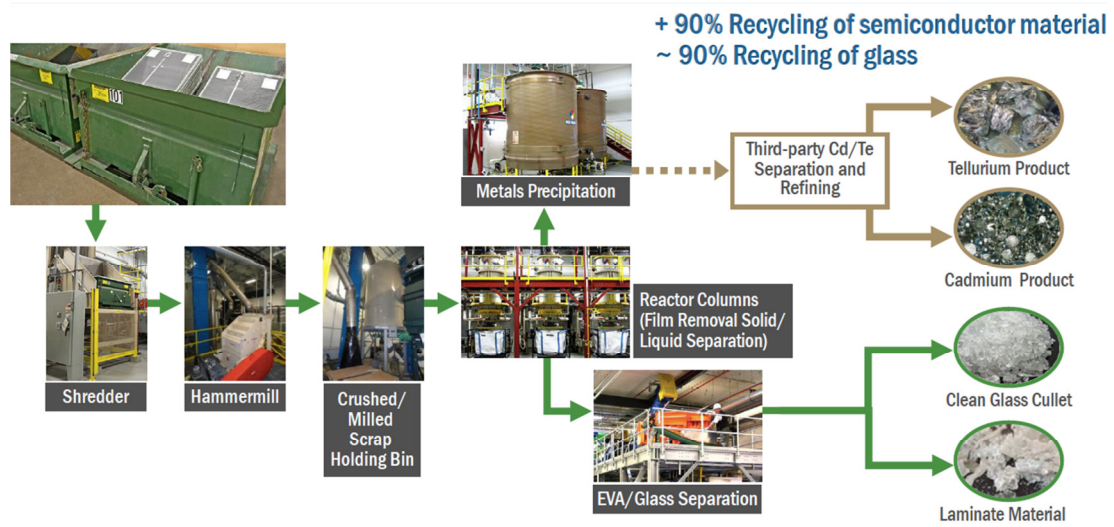 + 90% Recycling of semiconductor material
~ 90% Recycling of glass
101
Metals Precipitation
Third-party Cd/Te
Separation and
Refining
Tellurium Product
Cadmium Product
Shredder
Hammermill
Crushed/
Milled
Scrap
Holding Bin
Reactor Columns
(Film Removal Solid/
Liquid Separation)
EVA/Glass Separation
Clean Glass Cullet
Laminate Material